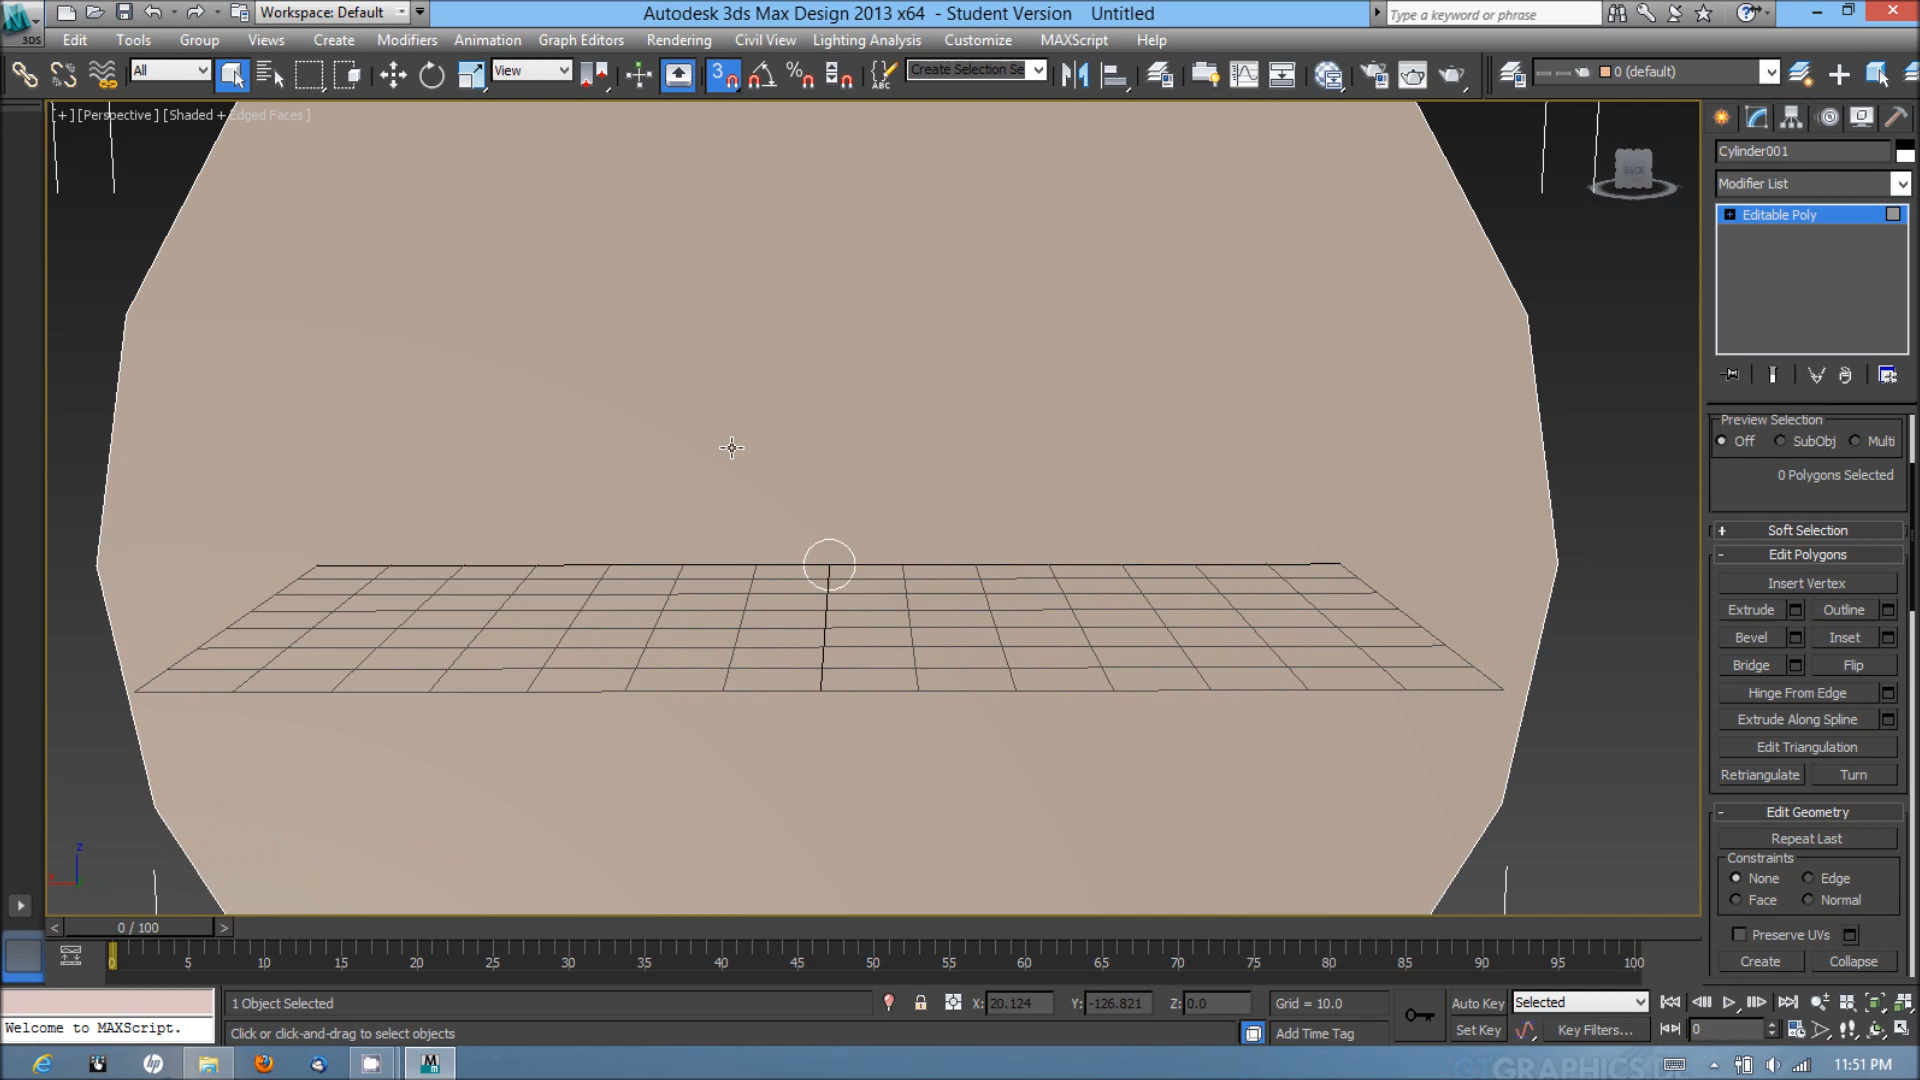 Workspace: Default
Autodesk 3ds Max Design 2013 x64 - Student Version Untitled
Type a keyword or phrase
3DS
Edit Tools Group Views Create Modifiers Animation Graph Editors Rendering Civil View Lighting Analysis Customize MAXScript Help
All
View
3
ABC
Create Selection Se
0 (default)
[+] [Perspective] [Shaded + Edged Faces]
BACK
Cylinder001
Modifier List
Editable Poly
Preview Selection
Off SubObj Multi
0 Polygons Selected
+ Soft Selection
- Edit Polygons
Insert Vertex
Extrude Outline
Bevel Inset
Bridge Flip
Hinge From Edge
Extrude Along Spline
Edit Triangulation
Retriangulate Turn
- Edit Geometry
Repeat Last
Constraints
None Edge
Face Normal
Preserve UVs
Create Collapse
z
< 0 / 100 >
0 5 10 15 20 25 30 35 40 45 50 55 60 65 70 75 80 85 90 95 100
1 Object Selected
X: 20.124 Y: -126.821 Z: 0.0 Grid = 10.0
Auto Key Selected
Welcome to MAXScript.
Click or click-and-drag to select objects
Add Time Tag
Set Key Key Filters... 0
GTGRAPHICS.DE
11:51 PM